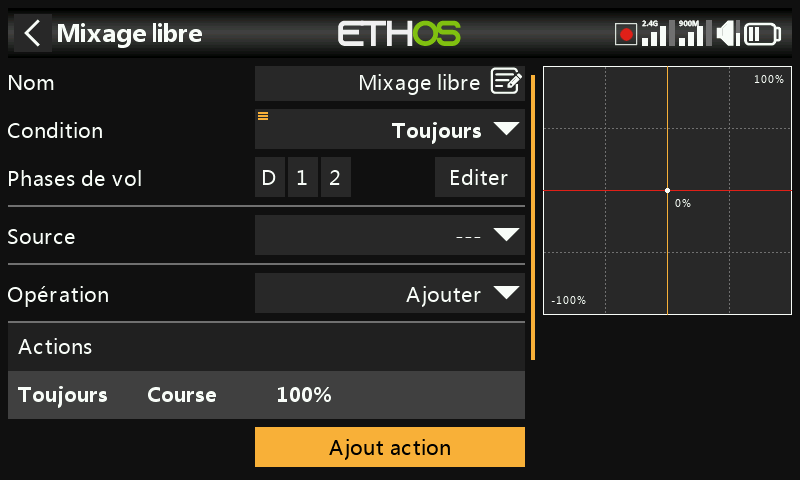 Mixage libre
ETHOS
2.4G
900M
Nom
Mixage libre
Condition
Toujours
Phases de vol
D 1 2
Editer
Source
---
Opération
Ajouter
Actions
Toujours Course 100%
Ajout action
100%
0%
-100%